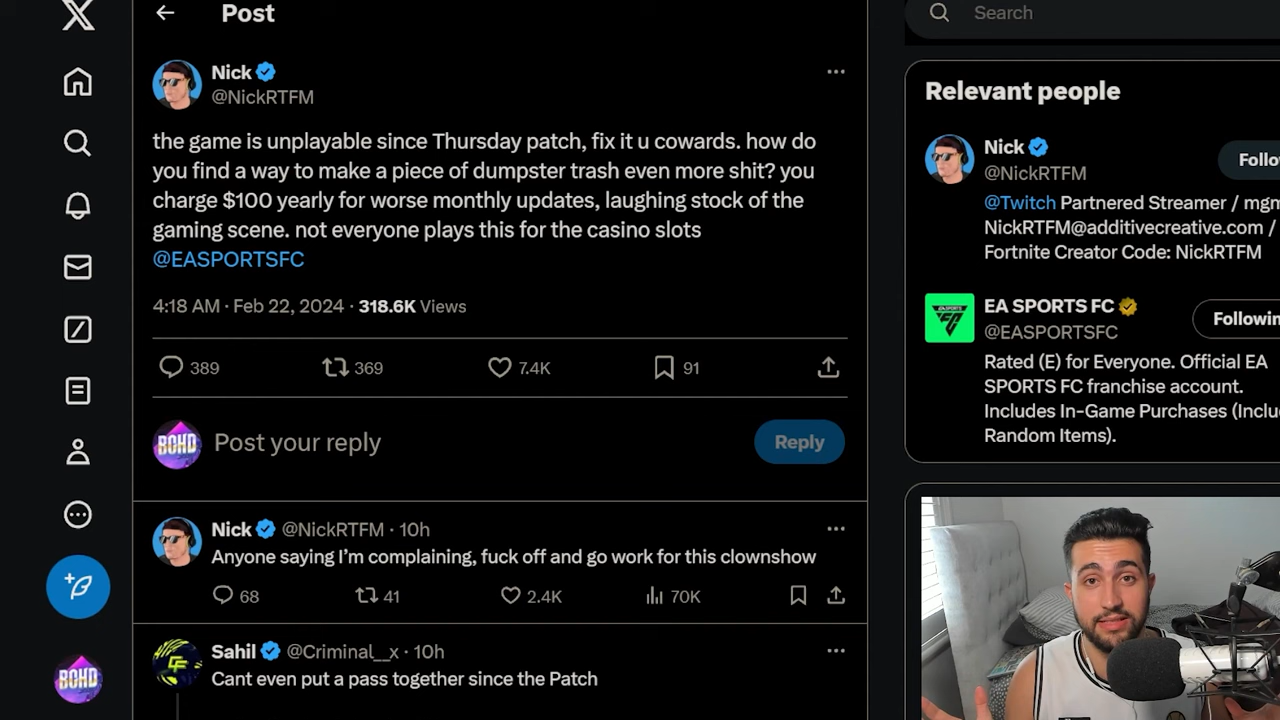 Post
Search
Nick
@NickRTFM
the game is unplayable since Thursday patch, fix it u cowards. how do
you find a way to make a piece of dumpster trash even more shit? you
charge $100 yearly for worse monthly updates, laughing stock of the
gaming scene. not everyone plays this for the casino slots
@EASPORTSFC
4:18 AM · Feb 22, 2024 · 318.6K Views
389 369 7.4K 91
BOHD
Post your reply
Reply
Nick @NickRTFM · 10h
Anyone saying I'm complaining, fuck off and go work for this clownshow
68 41 2.4K 70K
Sahil @Criminal__x · 10h
Cant even put a pass together since the Patch
BOHD
Relevant people
Nick
@NickRTFM
Follo
@Twitch Partnered Streamer / mgm
NickRTFM@additivecreative.com /
Fortnite Creator Code: NickRTFM
EA SPORTS FC
@EASPORTSFC
Followin
Rated (E) for Everyone. Official EA
SPORTS FC franchise account.
Includes In-Game Purchases (Inclu
Random Items).